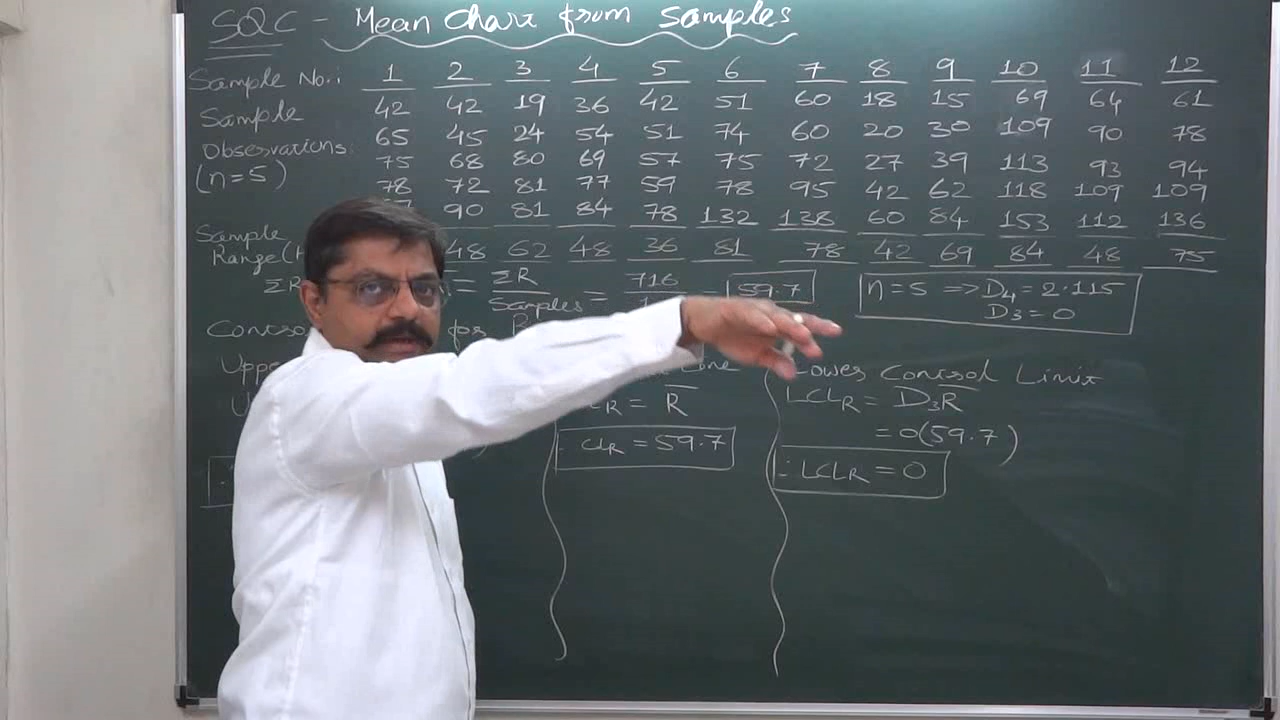 SQC - Mean Chart from Samples
Sample No.: 1 2 3 4 5 6 7 8 9 10 11 12
Sample 42 42 19 36 42 51 60 18 15 69 64 61
Observations: 65 45 24 54 51 74 60 20 30 109 90 78
(n=5) 75 68 80 69 57 75 72 27 39 113 93 94
78 72 81 77 59 78 95 42 62 118 109 109
90 81 84 78 132 138 60 84 153 112 136
Sample
Range 48 62 48 36 81 78 42 69 84 48 75
ΣR = ΣR / Samples = 716 = 59.7
n=5 ⇒ D4 = 2.115
D3 = 0
for
Line
CLR = R̄
∴ CLR = 59.7
Lower Control Limit
LCLR = D3R̄
= 0(59.7)
∴ LCLR = 0